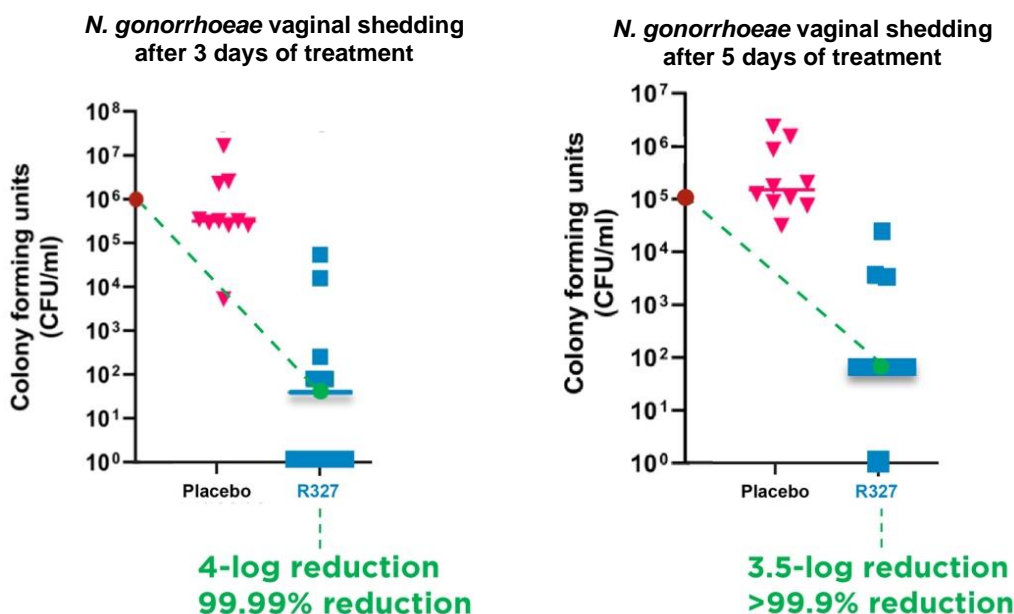 N. gonorrhoeae vaginal shedding
after 3 days of treatment
Colony forming units
(CFU/ml)
10⁸
10⁷
10⁶
10⁵
10⁴
10³
10²
10¹
10⁰
Placebo
R327
4-log reduction
99.99% reduction
N. gonorrhoeae vaginal shedding
after 5 days of treatment
Colony forming units
(CFU/ml)
10⁷
10⁶
10⁵
10⁴
10³
10²
10¹
10⁰
Placebo
R327
3.5-log reduction
>99.9% reduction